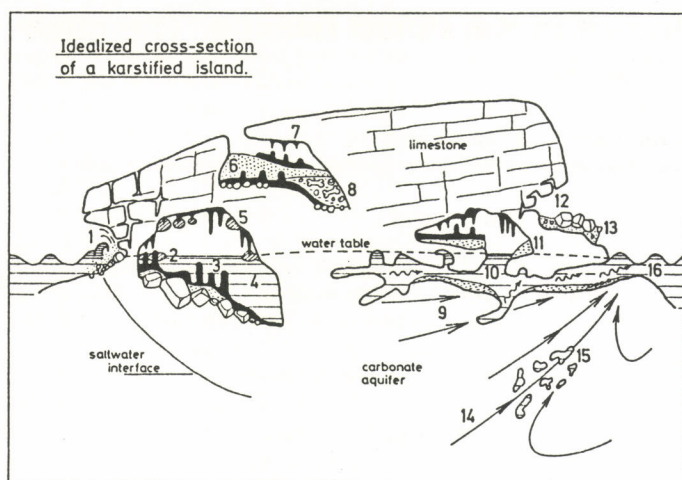 Idealized cross-section
of a karstified island.
7
limestone
6
8
5
12
13
1
water table
11
2
3
4
10
16
9
saltwater
interface
carbonate
aquifer
15
14